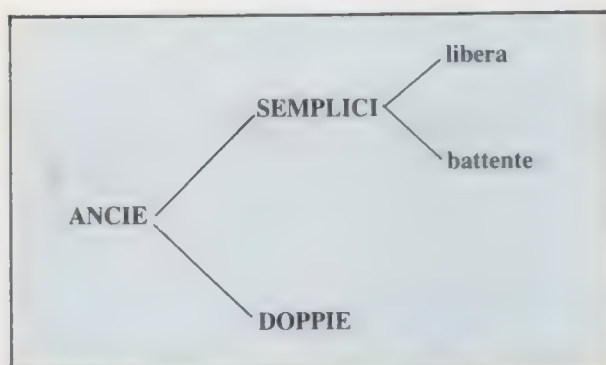 libera
SEMPLICI
battente
ANCIE
DOPPIE